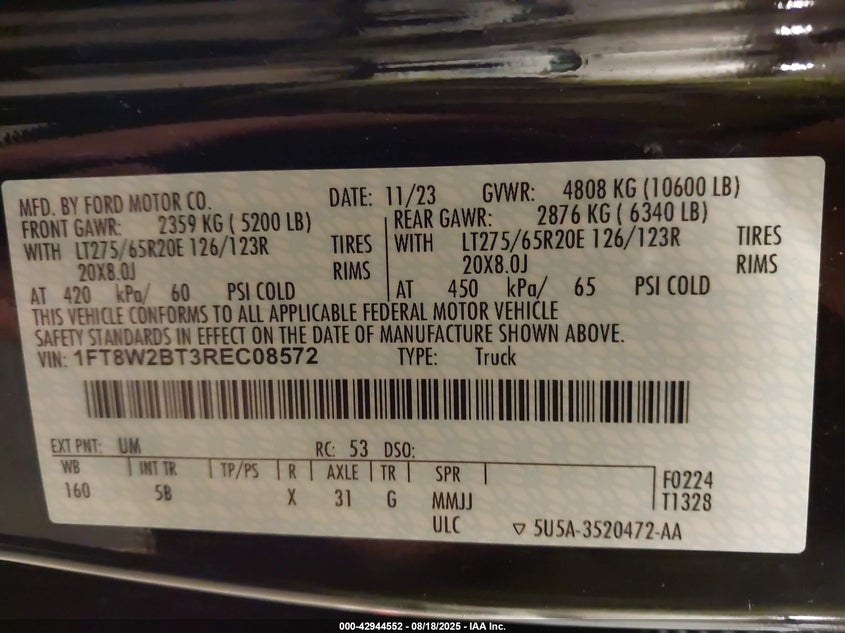 MFD. BY FORD MOTOR CO. DATE: 11/23 GVWR: 4808 KG (10600 LB)
FRONT GAWR: 2359 KG ( 5200 LB) REAR GAWR: 2876 KG ( 6340 LB)
WITH LT275/65R20E 126/123R TIRES WITH LT275/65R20E 126/123R TIRES
20X8.0J RIMS 20X8.0J RIMS
AT 420 kPa/ 60 PSI COLD AT 450 kPa/ 65 PSI COLD
THIS VEHICLE CONFORMS TO ALL APPLICABLE FEDERAL MOTOR VEHICLE
SAFETY STANDARDS IN EFFECT ON THE DATE OF MANUFACTURE SHOWN ABOVE.
VIN: 1FT8W2BT3REC08572 TYPE: Truck
EXT PNT: UM RC: 53 DSO:
WB INT TR TP/PS R AXLE TR SPR F0224
160 5B X 31 G MMJJ T1328
ULC ▽ 5U5A-3520472-AA
000-42944552 - 08/18/2025 - IAA Inc.